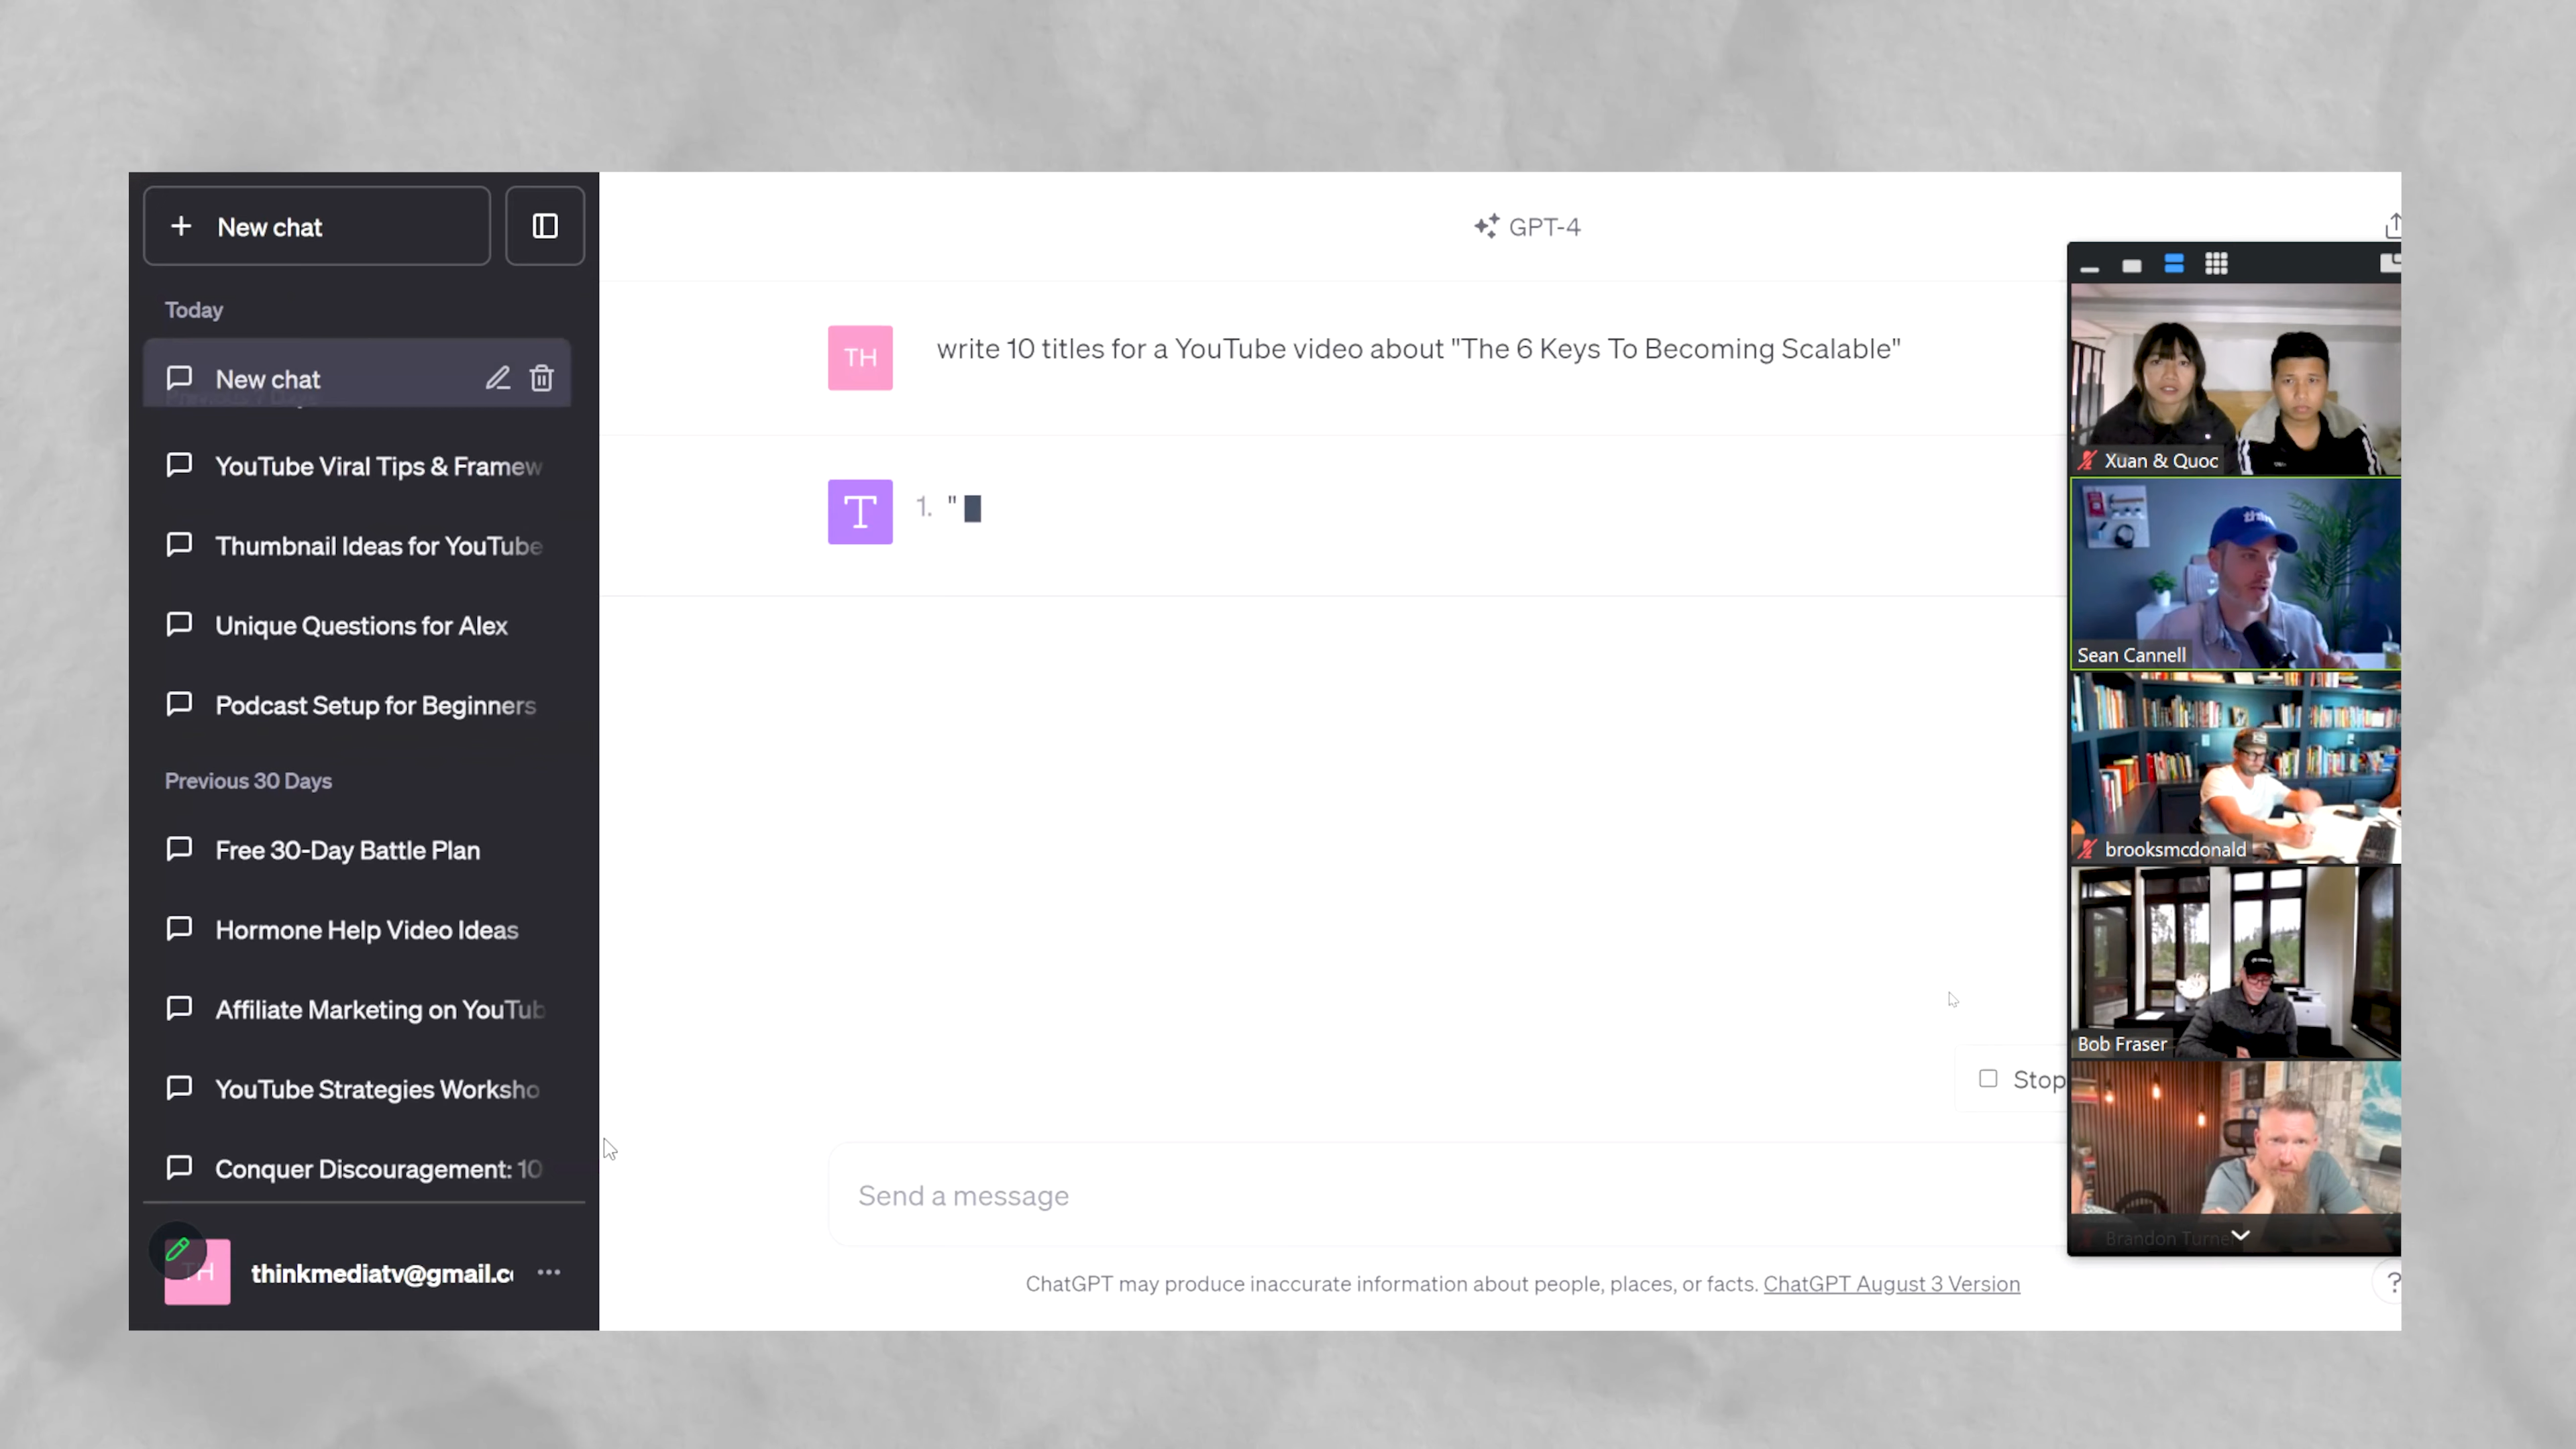 New chat
Today
New chat
YouTube Viral Tips & Framew
Thumbnail Ideas for YouTube
Unique Questions for Alex
Podcast Setup for Beginners
Previous 30 Days
Free 30-Day Battle Plan
Hormone Help Video Ideas
Affiliate Marketing on YouTub
YouTube Strategies Worksho
Conquer Discouragement: 10
TH
thinkmediatv@gmail.c
GPT-4
TH
write 10 titles for a YouTube video about "The 6 Keys To Becoming Scalable"
T
1. "
Stop
Send a message
ChatGPT may produce inaccurate information about people, places, or facts. ChatGPT August 3 Version
?
Xuan & Quoc
Sean Cannell
brooksmcdonald
Bob Fraser
Brandon Turne